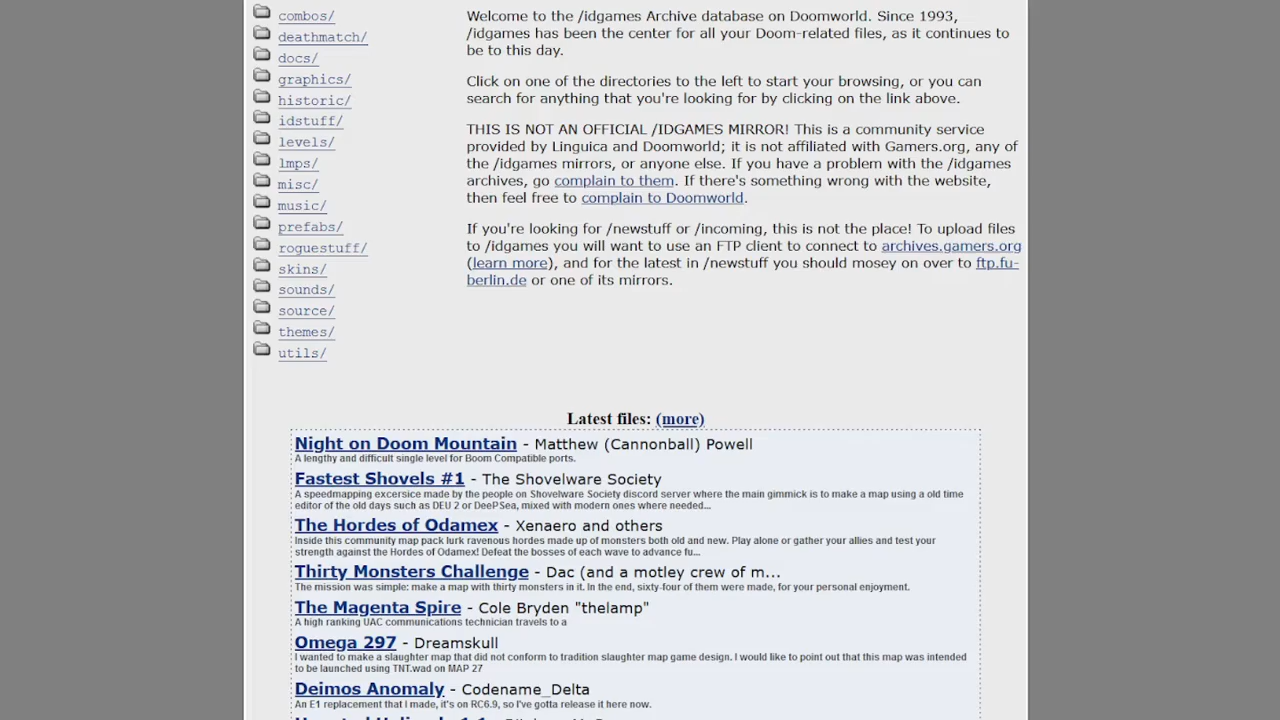 combos/
deathmatch/
docs/
graphics/
historic/
idstuff/
levels/
lmps/
misc/
music/
prefabs/
roguestuff/
skins/
sounds/
source/
themes/
utils/
Welcome to the /idgames Archive database on Doomworld. Since 1993,
/idgames has been the center for all your Doom-related files, as it continues to
be to this day.
Click on one of the directories to the left to start your browsing, or you can
search for anything that you're looking for by clicking on the link above.
THIS IS NOT AN OFFICIAL /IDGAMES MIRROR! This is a community service
provided by Linguica and Doomworld; it is not affiliated with Gamers.org, any of
the /idgames mirrors, or anyone else. If you have a problem with the /idgames
archives, go complain to them. If there's something wrong with the website,
then feel free to complain to Doomworld.
If you're looking for /newstuff or /incoming, this is not the place! To upload files
to /idgames you will want to use an FTP client to connect to archives.gamers.org
(learn more), and for the latest in /newstuff you should mosey on over to ftp.fu-
berlin.de or one of its mirrors.
Latest files: (more)
Night on Doom Mountain - Matthew (Cannonball) Powell
A lengthy and difficult single level for Boom Compatible ports.
Fastest Shovels #1 - The Shovelware Society
A speedmapping excersice made by the people on Shovelware Society discord server where the main gimmick is to make a map using a old time
editor of the old days such as DEU 2 or DeePSea, mixed with modern ones where needed...
The Hordes of Odamex - Xenaero and others
Inside this community map pack lurk ravenous hordes made up of monsters both old and new. Play alone or gather your allies and test your
strength against the Hordes of Odamex! Defeat the bosses of each wave to advance fu...
Thirty Monsters Challenge - Dac (and a motley crew of m...
The mission was simple: make a map with thirty monsters in it. In the end, sixty-four of them were made, for your personal enjoyment.
The Magenta Spire - Cole Bryden "thelamp"
A high ranking UAC communications technician travels to a
Omega 297 - Dreamskull
I wanted to make a slaughter map that did not conform to tradition slaughter map game design. I would like to point out that this map was intended
to be launched using TNT.wad on MAP 27
Deimos Anomaly - Codename_Delta
An E1 replacement that I made, it's on RC6.9, so I've gotta release it here now.